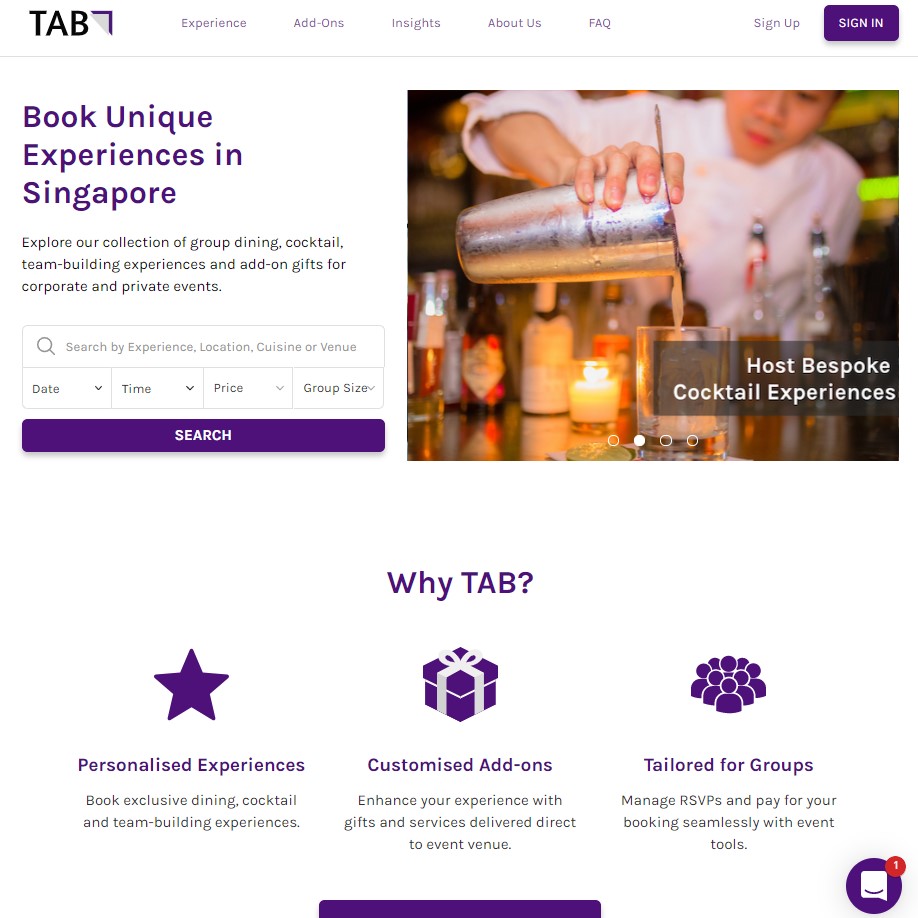 TAB
Experience
Add-Ons
Insights
About Us
FAQ
Sign Up
SIGN IN
Book Unique
Experiences in
Singapore
Explore our collection of group dining, cocktail,
team-building experiences and add-on gifts for
corporate and private events.
Search by Experience, Location, Cuisine or Venue
Date
Time
Price
Group Size
SEARCH
Host Bespoke
Cocktail Experiences
Why TAB?
Personalised Experiences
Book exclusive dining, cocktail
and team-building experiences.
Customised Add-ons
Enhance your experience with
gifts and services delivered direct
to event venue.
Tailored for Groups
Manage RSVPs and pay for your
booking seamlessly with event
tools.
1